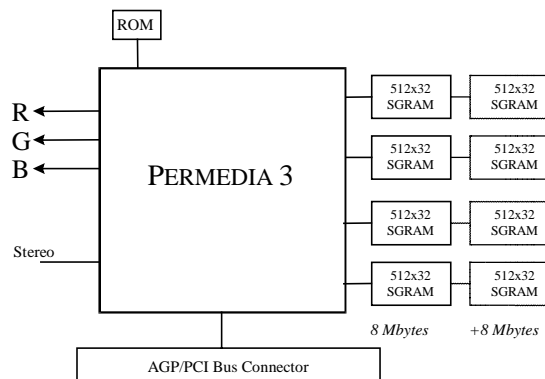 ROM
R
G
B
Stereo
PERMEDIA 3
512x32
SGRAM
512x32
SGRAM
512x32
SGRAM
512x32
SGRAM
512x32
SGRAM
512x32
SGRAM
512x32
SGRAM
512x32
SGRAM
8 Mbytes
+8 Mbytes
AGP/PCI Bus Connector